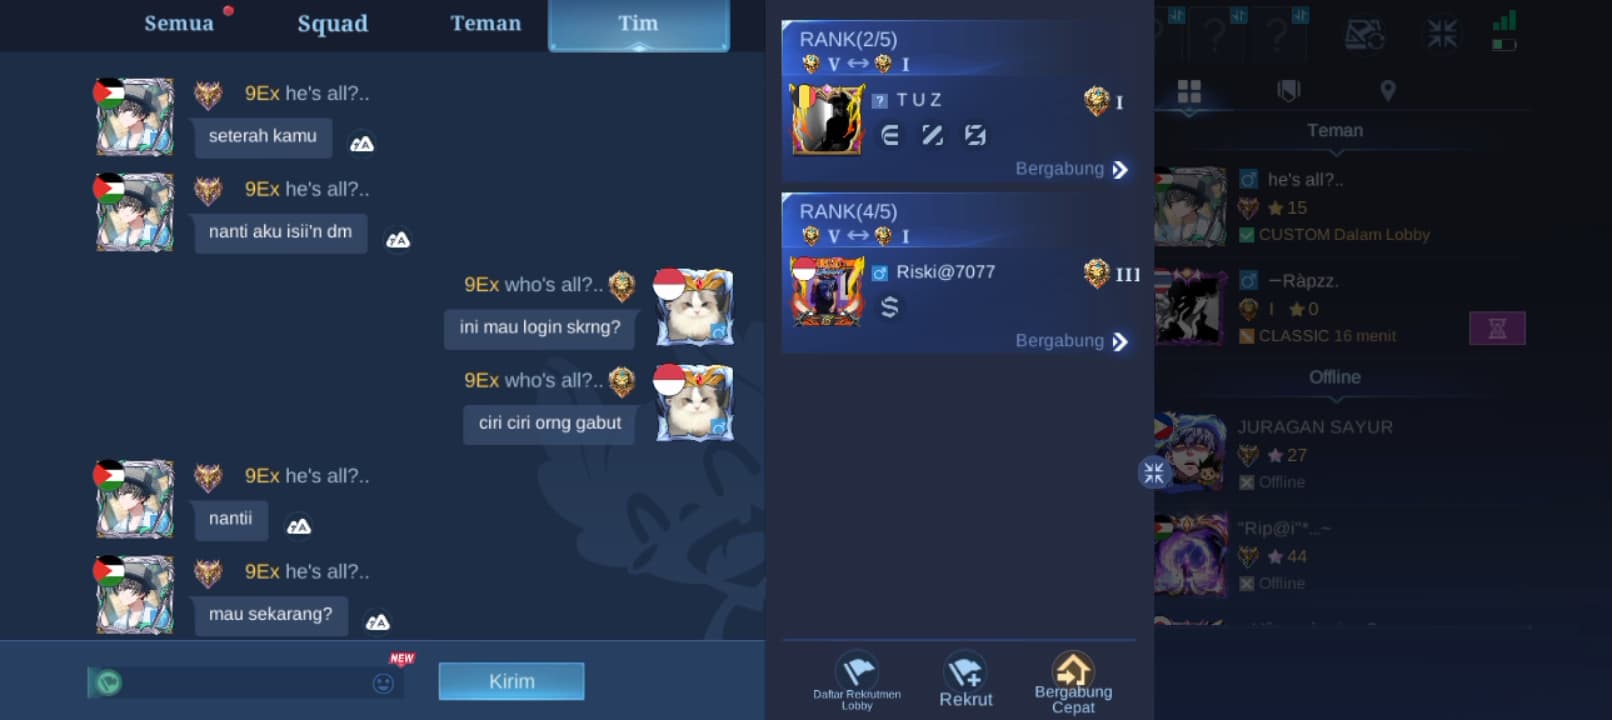 Semua
Squad
Teman
Tim
9Ex he's all?..
seterah kamu
9Ex he's all?..
nanti aku isii'n dm
9Ex who's all?..
ini mau login skrng?
9Ex who's all?..
ciri ciri orng gabut
9Ex he's all?..
nantii
9Ex he's all?..
mau sekarang?
NEW
Kirim
RANK(2/5)
V ↔ I
? T U Z
I
Bergabung
RANK(4/5)
V ↔ I
Riski@7077
III
Bergabung
Daftar Rekrutmen
Lobby
Rekrut
Bergabung
Cepat
? ? ?
Teman
he's all?..
15
CUSTOM Dalam Lobby
—Ràpzz.
I ★0
CLASSIC 16 menit
Offline
JURAGAN SAYUR
27
Offline
"Rip@i"*...~
44
Offline